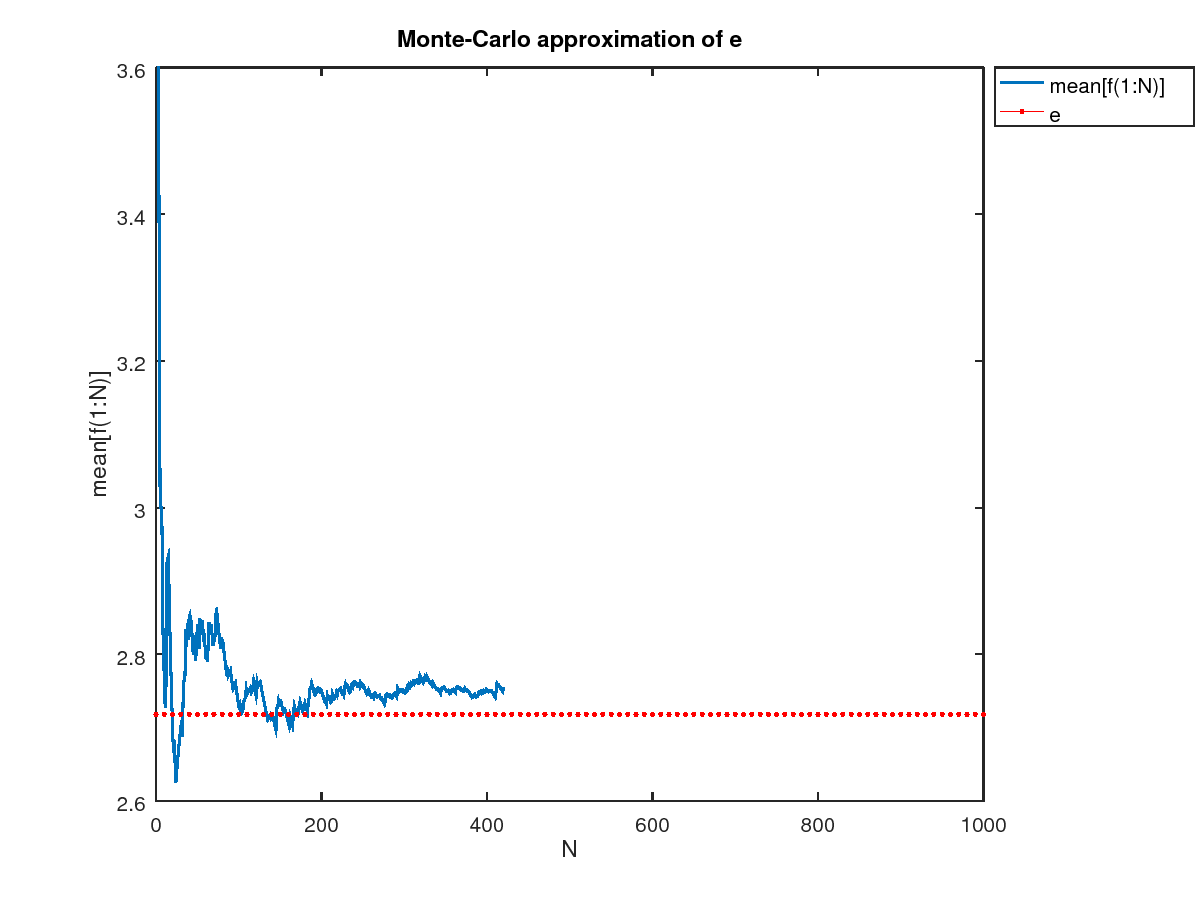 Monte-Carlo approximation of e
3.6
3.4
3.2
3
2.8
2.6
mean[f(1:N)]
0 200 400 600 800 1000
N
mean[f(1:N)]
e